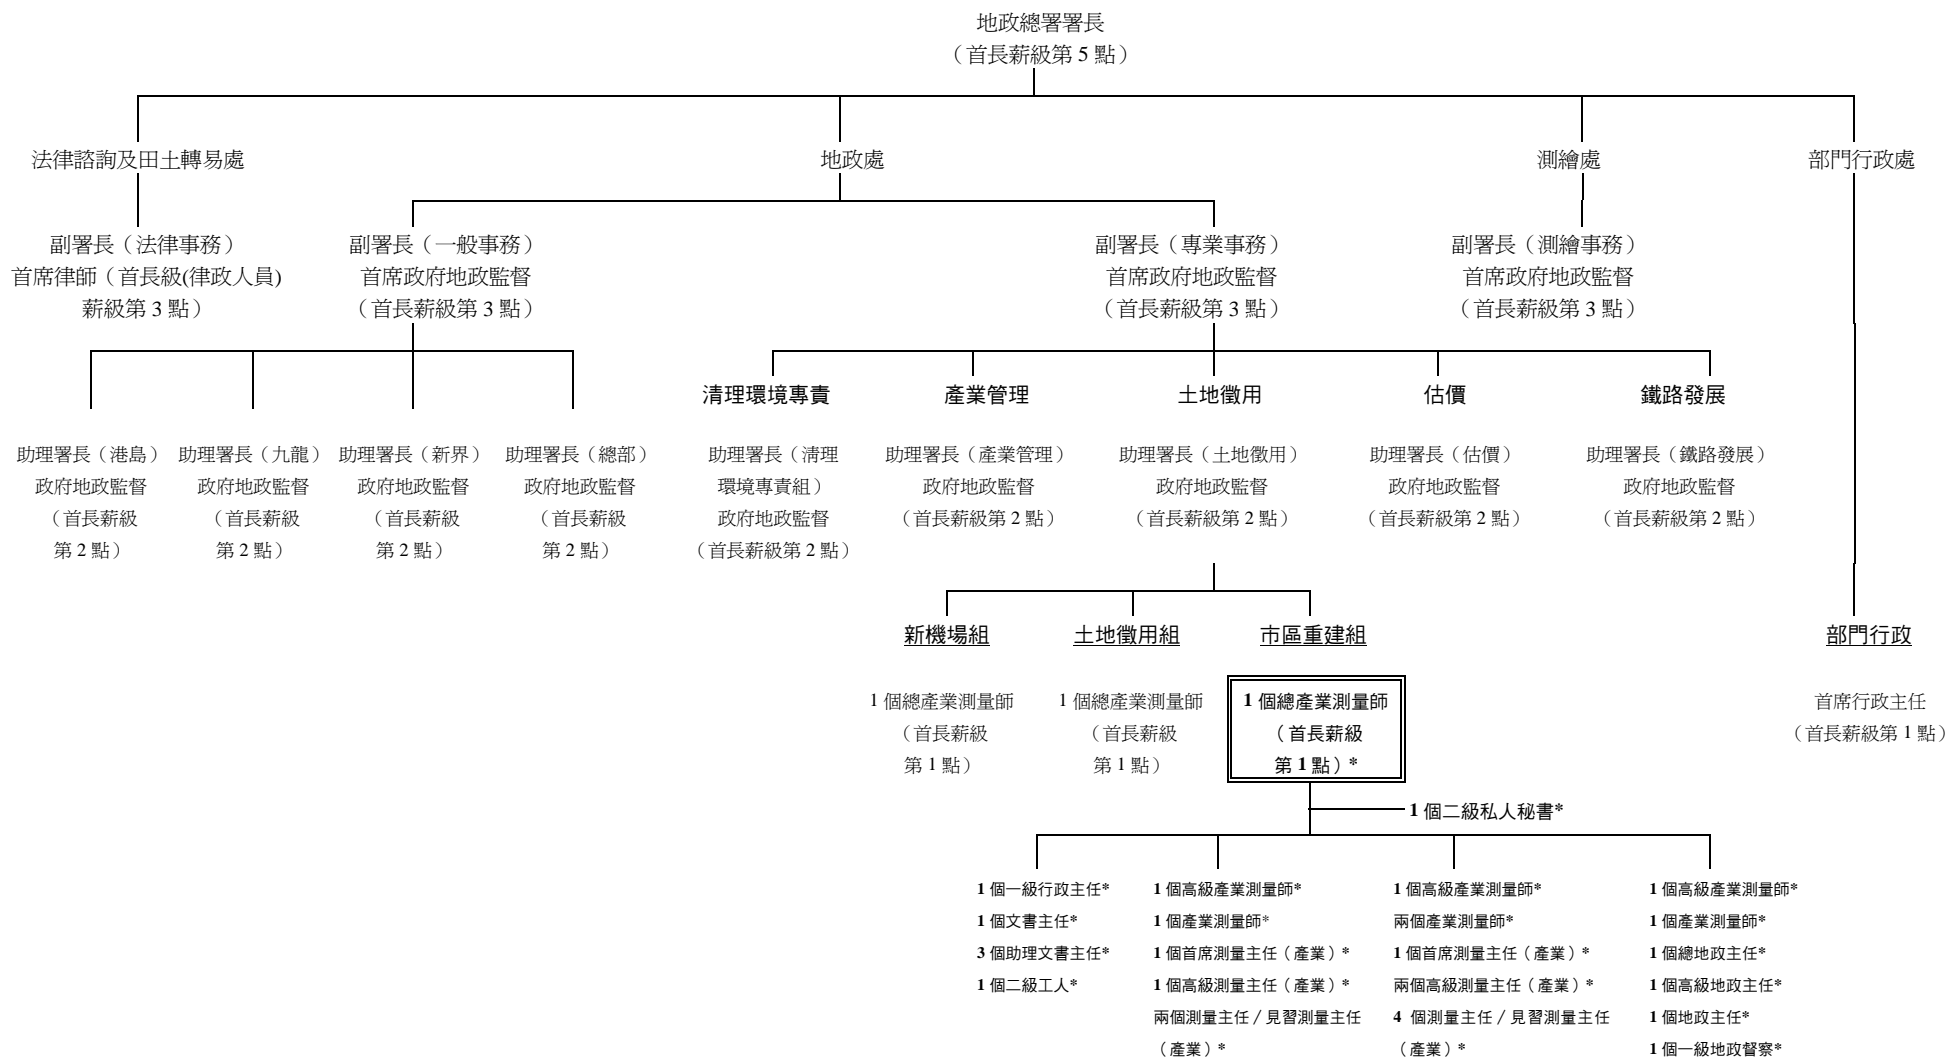 地政總署署長
（首長薪級第 5 點）
法律諮詢及田土轉易處
地政處
測繪處
部門行政處
副署長（法律事務）
首席律師（首長級(律政人員)
薪級第 3 點）
副署長（一般事務）
首席政府地政監督
（首長薪級第 3 點）
副署長（專業事務）
首席政府地政監督
（首長薪級第 3 點）
副署長（測繪事務）
首席政府地政監督
（首長薪級第 3 點）
清理環境專責
產業管理
土地徵用
估價
鐵路發展
助理署長（港島）
政府地政監督
（首長薪級
第 2 點）
助理署長（九龍）
政府地政監督
（首長薪級
第 2 點）
助理署長（新界）
政府地政監督
（首長薪級
第 2 點）
助理署長（總部）
政府地政監督
（首長薪級
第 2 點）
助理署長（清理
環境專責組）
政府地政監督
（首長薪級第 2 點）
助理署長（產業管理）
政府地政監督
（首長薪級第 2 點）
助理署長（土地徵用）
政府地政監督
（首長薪級第 2 點）
助理署長（估價）
政府地政監督
（首長薪級第 2 點）
助理署長（鐵路發展）
政府地政監督
（首長薪級第 2 點）
新機場組
土地徵用組
市區重建組
部門行政
1 個總產業測量師
（首長薪級
第 1 點）
1 個總產業測量師
（首長薪級
第 1 點）
1 個總產業測量師
（首長薪級
第 1 點）*
首席行政主任
（首長薪級第 1 點）
1 個二級私人秘書*
1 個一級行政主任*
1 個文書主任*
3 個助理文書主任*
1 個二級工人*
1 個高級產業測量師*
1 個產業測量師*
1 個首席測量主任（產業）*
1 個高級測量主任（產業）*
兩個測量主任／見習測量主任
（產業）*
1 個高級產業測量師*
兩個產業測量師*
1 個首席測量主任（產業）*
兩個高級測量主任（產業）*
4 個測量主任／見習測量主任
（產業）*
1 個高級產業測量師*
1 個產業測量師*
1 個總地政主任*
1 個高級地政主任*
1 個地政主任*
1 個一級地政督察*